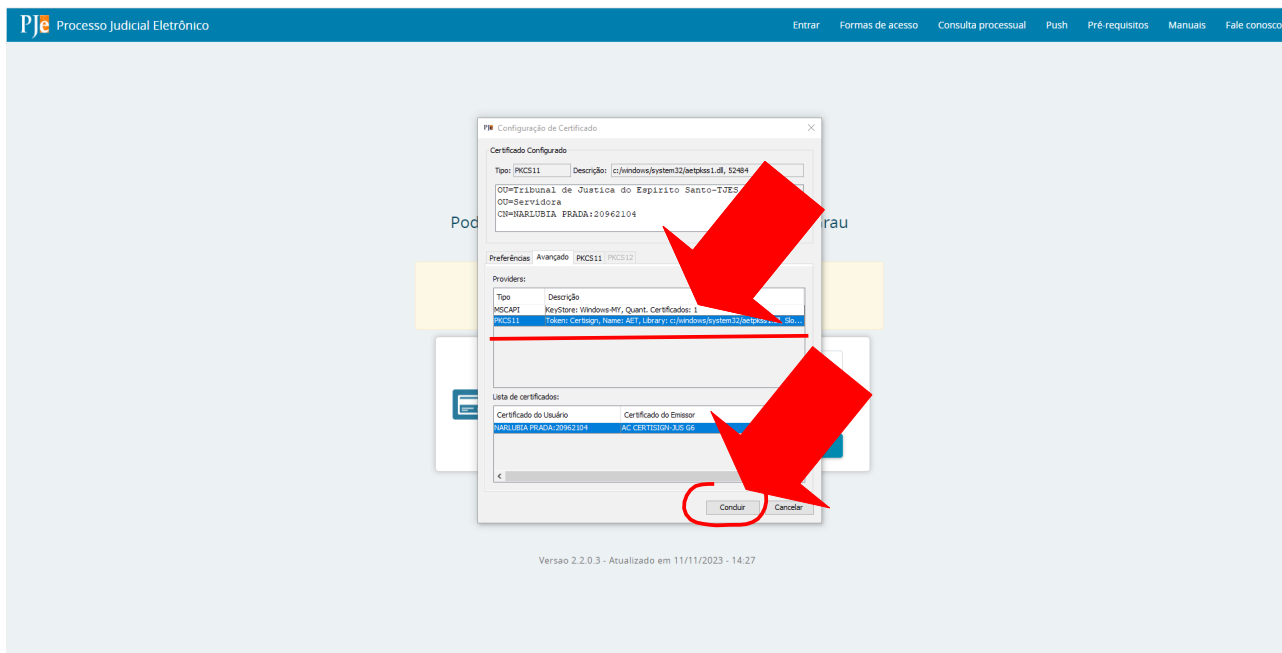 PJe Processo Judicial Eletrônico
Entrar Formas de acesso Consulta processual Push Pré-requisitos Manuais Fale conosco
PJe Configuração de Certificado
Certificado Configurado
Tipo: PKCS11 Descrição: c:/windows/system32/aetpkss1.dll, 52484
OU=Tribunal de Justica do Espirito Santo-TJES
OU=Servidora
CN=NARLUBIA PRADA:20962104
Pod rau
Preferências Avançado PKCS11 PKCS12
Providers:
Tipo Descrição
MSCAPI KeyStore: Windows-MY, Quant. Certificados: 1
PKCS11 Token: Certisign, Name: AET, Library: c:/windows/system32/aetpkss1.dll, Slo...
Lista de certificados:
Certificado do Usuário Certificado do Emissor
NARLUBIA PRADA:20962104 AC CERTISIGN-JUS G6
Concluir Cancelar
Versao 2.2.0.3 - Atualizado em 11/11/2023 - 14:27